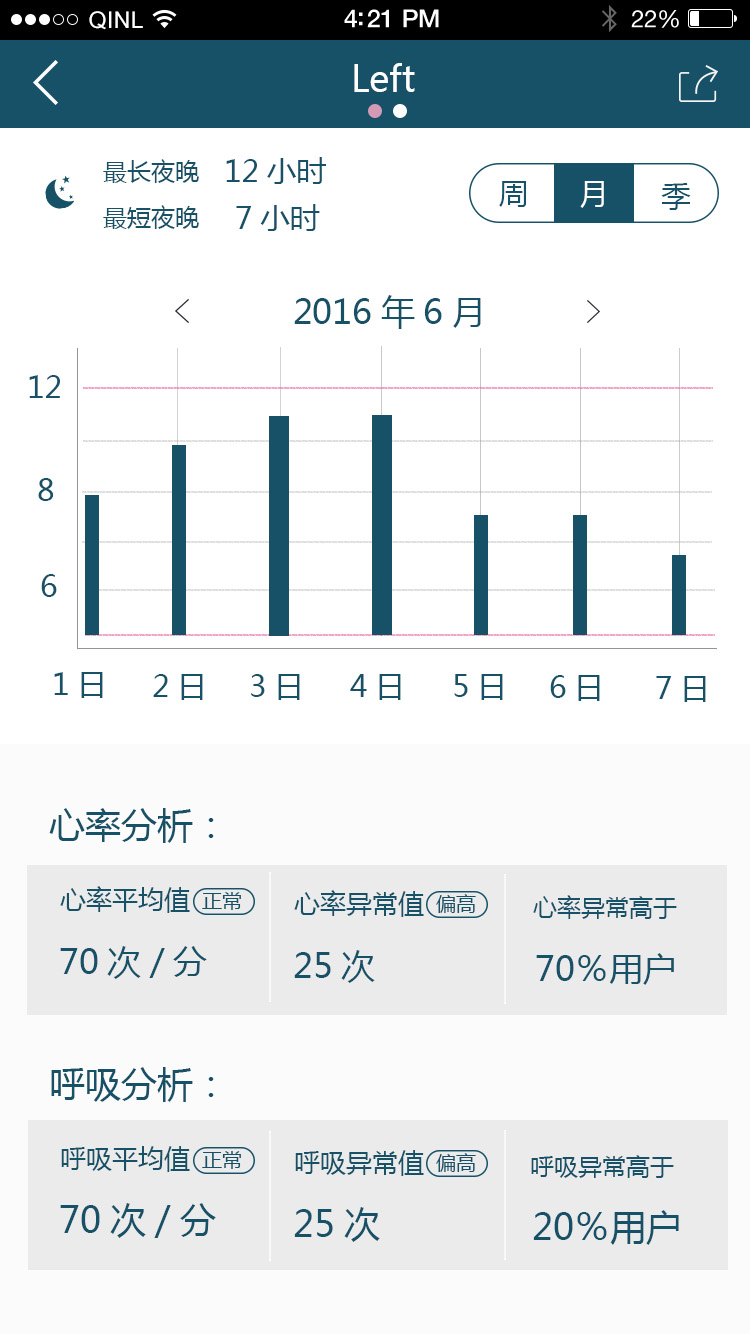 QINL 4:21 PM 22%
Left
最长夜晚 12 小时
最短夜晚 7 小时
周 月 季
2016 年 6 月
12
8
6
1 日 2 日 3 日 4 日 5 日 6 日 7 日
心率分析：
心率平均值 正常 心率异常值 偏高 心率异常高于
70 次 / 分 25 次 70%用户
呼吸分析：
呼吸平均值 正常 呼吸异常值 偏高 呼吸异常高于
70 次 / 分 25 次 20%用户